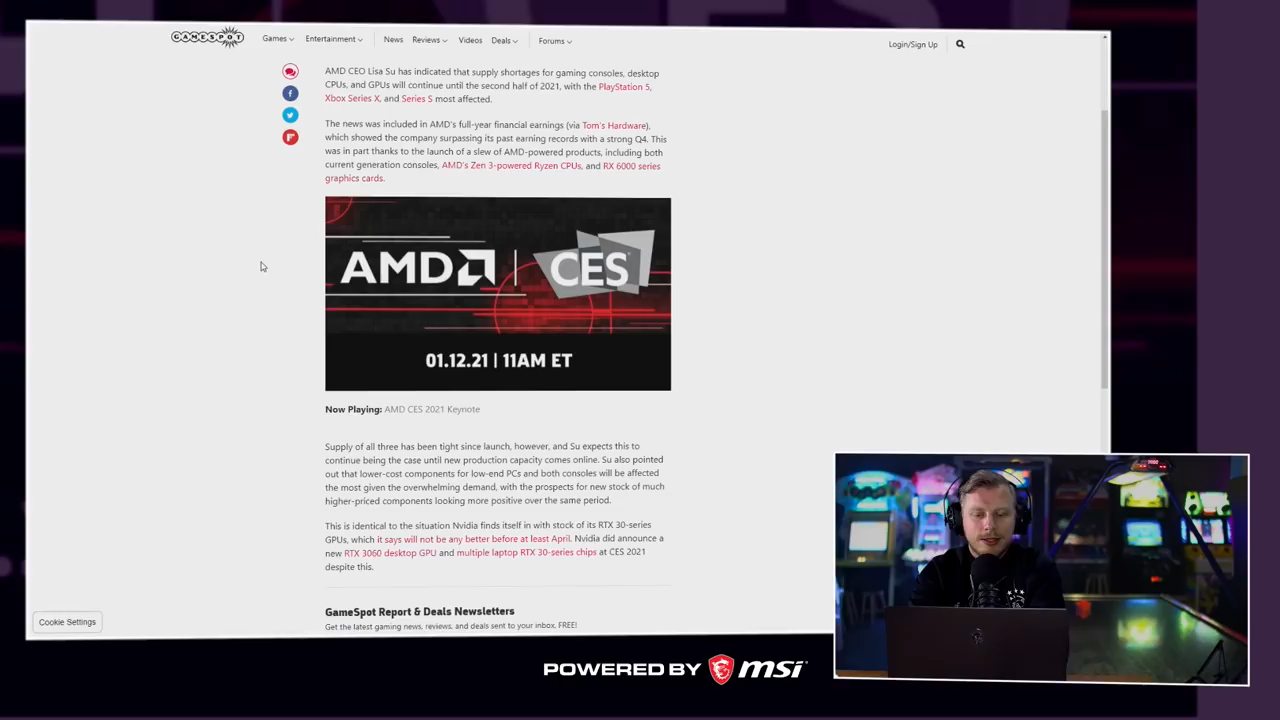 GAMESPOT
Games
Entertainment
News
Reviews
Videos
Deals
Forums
Login/Sign Up
AMD CEO Lisa Su has indicated that supply shortages for gaming consoles, desktop
CPUs, and GPUs will continue until the second half of 2021, with the PlayStation 5,
Xbox Series X, and Series S most affected.
The news was included in AMD's full-year financial earnings (via Tom's Hardware),
which showed the company surpassing its past earning records with a strong Q4. This
was in part thanks to the launch of a slew of AMD-powered products, including both
current generation consoles, AMD's Zen 3-powered Ryzen CPUs, and RX 6000 series
graphics cards.
AMD | CES
01.12.21 | 11AM ET
Now Playing: AMD CES 2021 Keynote
Supply of all three has been tight since launch, however, and Su expects this to
continue being the case until new production capacity comes online. Su also pointed
out that lower-cost components for low-end PCs and both consoles will be affected
the most given the overwhelming demand, with the prospects for new stock of much
higher-priced components looking more positive over the same period.
This is identical to the situation Nvidia finds itself in with stock of its RTX 30-series
GPUs, which it says will not be any better before at least April. Nvidia did announce a
new RTX 3060 desktop GPU and multiple laptop RTX 30-series chips at CES 2021
despite this.
GameSpot Report & Deals Newsletters
Get the latest gaming news, reviews, and deals sent to your inbox, FREE!
Cookie Settings
POWERED BY msi